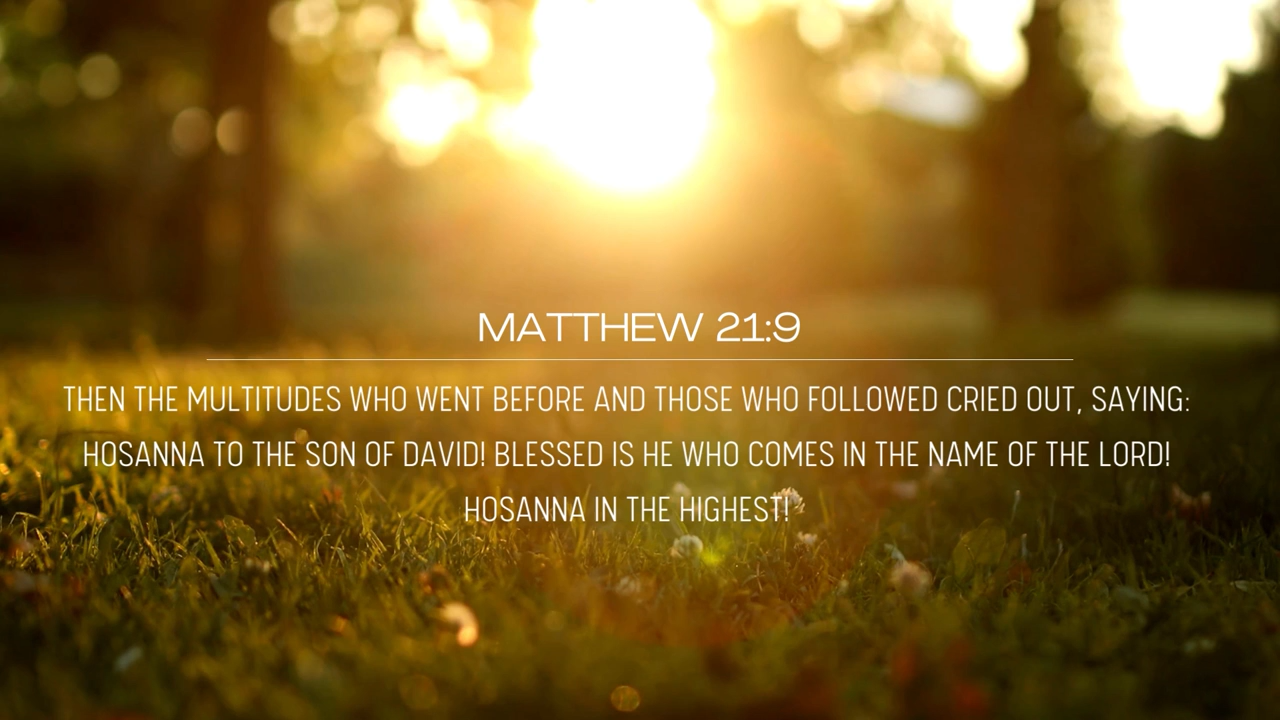 MATTHEW 21:9
THEN THE MULTITUDES WHO WENT BEFORE AND THOSE WHO FOLLOWED CRIED OUT, SAYING:
HOSANNA TO THE SON OF DAVID! BLESSED IS HE WHO COMES IN THE NAME OF THE LORD!
HOSANNA IN THE HIGHEST!